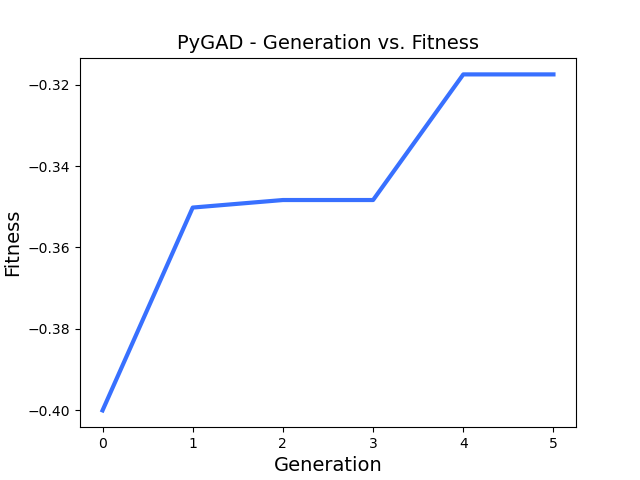 PyGAD - Generation vs. Fitness
Fitness
−0.32
−0.34
−0.36
−0.38
−0.40
0 1 2 3 4 5
Generation